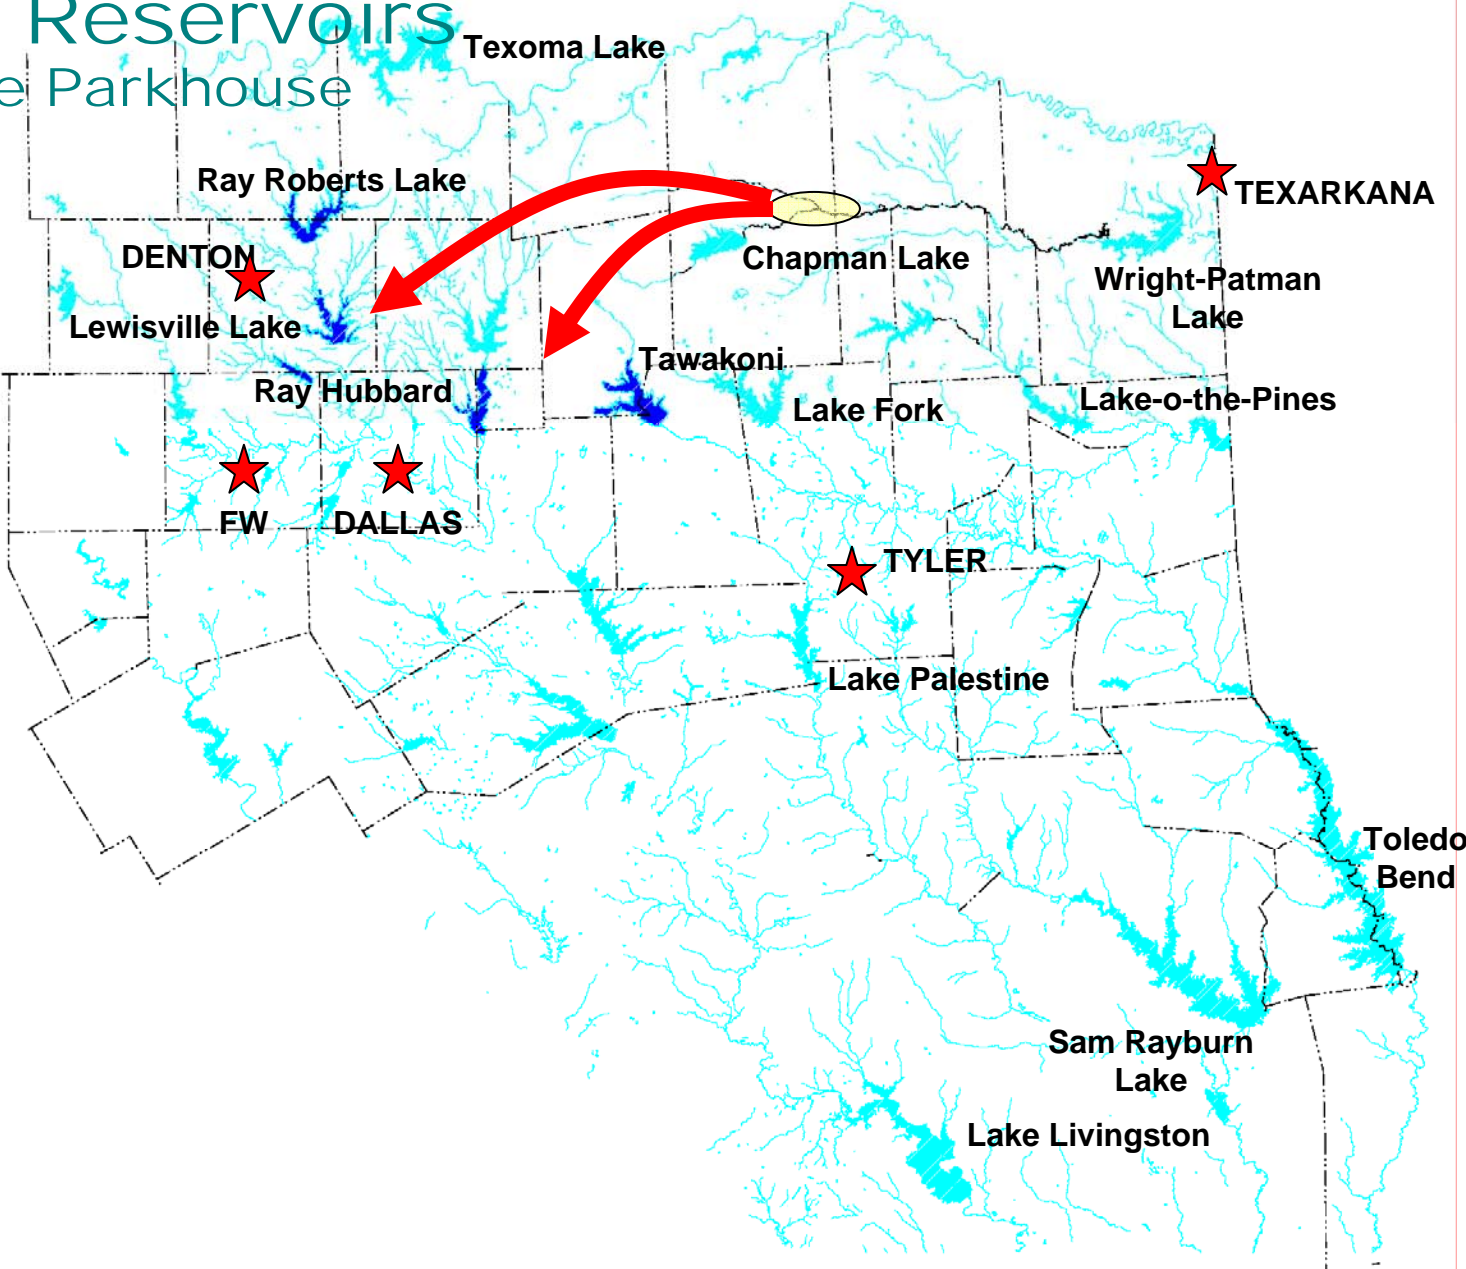 Reservoirs
e Parkhouse
Texoma Lake
Ray Roberts Lake
TEXARKANA
DENTON
Chapman Lake
Wright-Patman
Lake
Lewisville Lake
Tawakoni
Ray Hubbard
Lake Fork
Lake-o-the-Pines
FW
DALLAS
TYLER
Lake Palestine
Toledo
Bend
Sam Rayburn
Lake
Lake Livingston